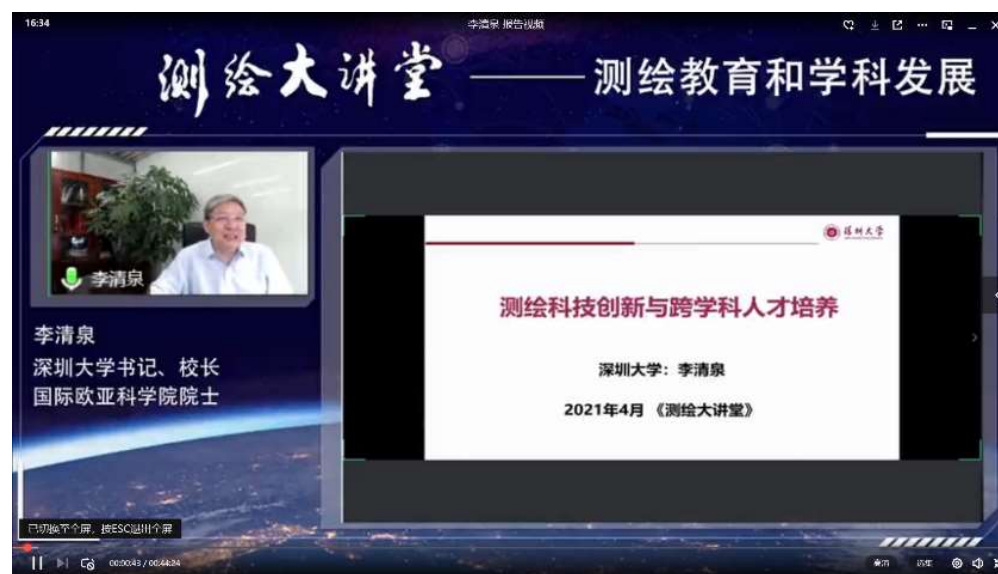 16:34
李清泉 报告视频
测绘大讲堂——测绘教育和学科发展
李清泉
李清泉
深圳大学书记、校长
国际欧亚科学院院士
深圳大学
测绘科技创新与跨学科人才培养
深圳大学：李清泉
2021年4月 《测绘大讲堂》
已切换至全屏，按ESC退出全屏
00:00:43 / 00:44:24
选集